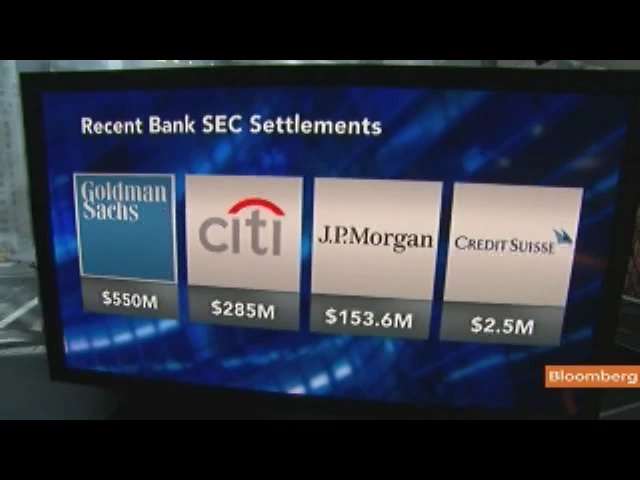 Recent Bank SEC Settlements
Goldman
Sachs
citi
J.P.Morgan
CREDIT SUISSE
$550M
$285M
$153.6M
$2.5M
Bloomberg